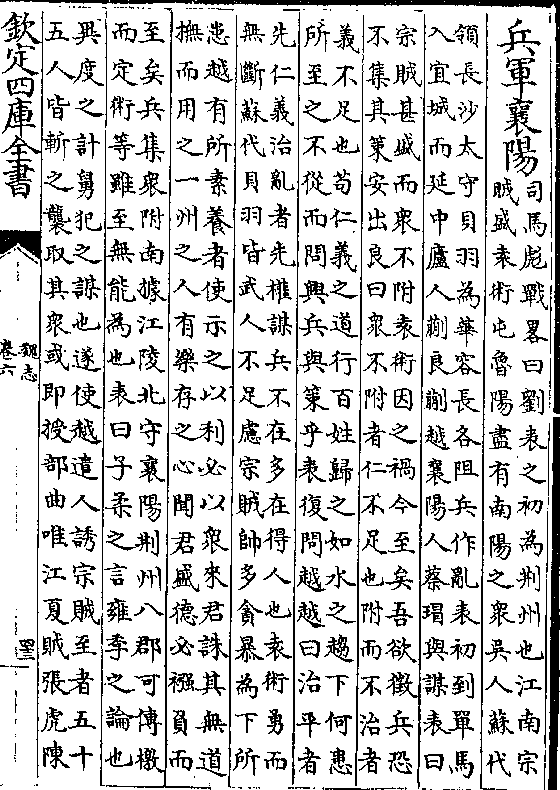 兵軍襄陽
司馬彪戰畧曰劉表之初為荆州也江南宗
賊盛袁術屯魯陽盡有南陽之衆吳人蘇代
領長沙太守貝羽為華容長各阻兵作亂表初到單馬
入宜城而延中廬人蒯良蒯越襄陽人蔡瑁與謀表曰
宗賊甚盛而衆不附袁術因之禍今至矣吾欲徵兵恐
不集其策安出良曰衆不附者仁不足也附而不治者
義不足也苟仁義之道行百姓歸之如水之趨下何患
所至之不從而問興兵與策乎表復問越越曰治平者
先仁義治亂者先權謀兵不在多在得人也袁術勇而
無斷蘇代貝羽皆武人不足慮宗賊帥多貪暴為下所
患越有所素養者使示之以利必以衆來君誅其無道
撫而用之一州之人有樂存之心聞君盛德必襁負而
至矣兵集衆附南據江陵北守襄陽荆州八郡可傳檄
而定術等雖至無能為也表曰子柔之言雍季之論也
異度之計舅犯之謀也遂使越遣人誘宗賊至者五十
五人皆斬之襲取其衆或即授部曲唯江夏賊張虎陳
欽定四庫全書
魏志
卷六